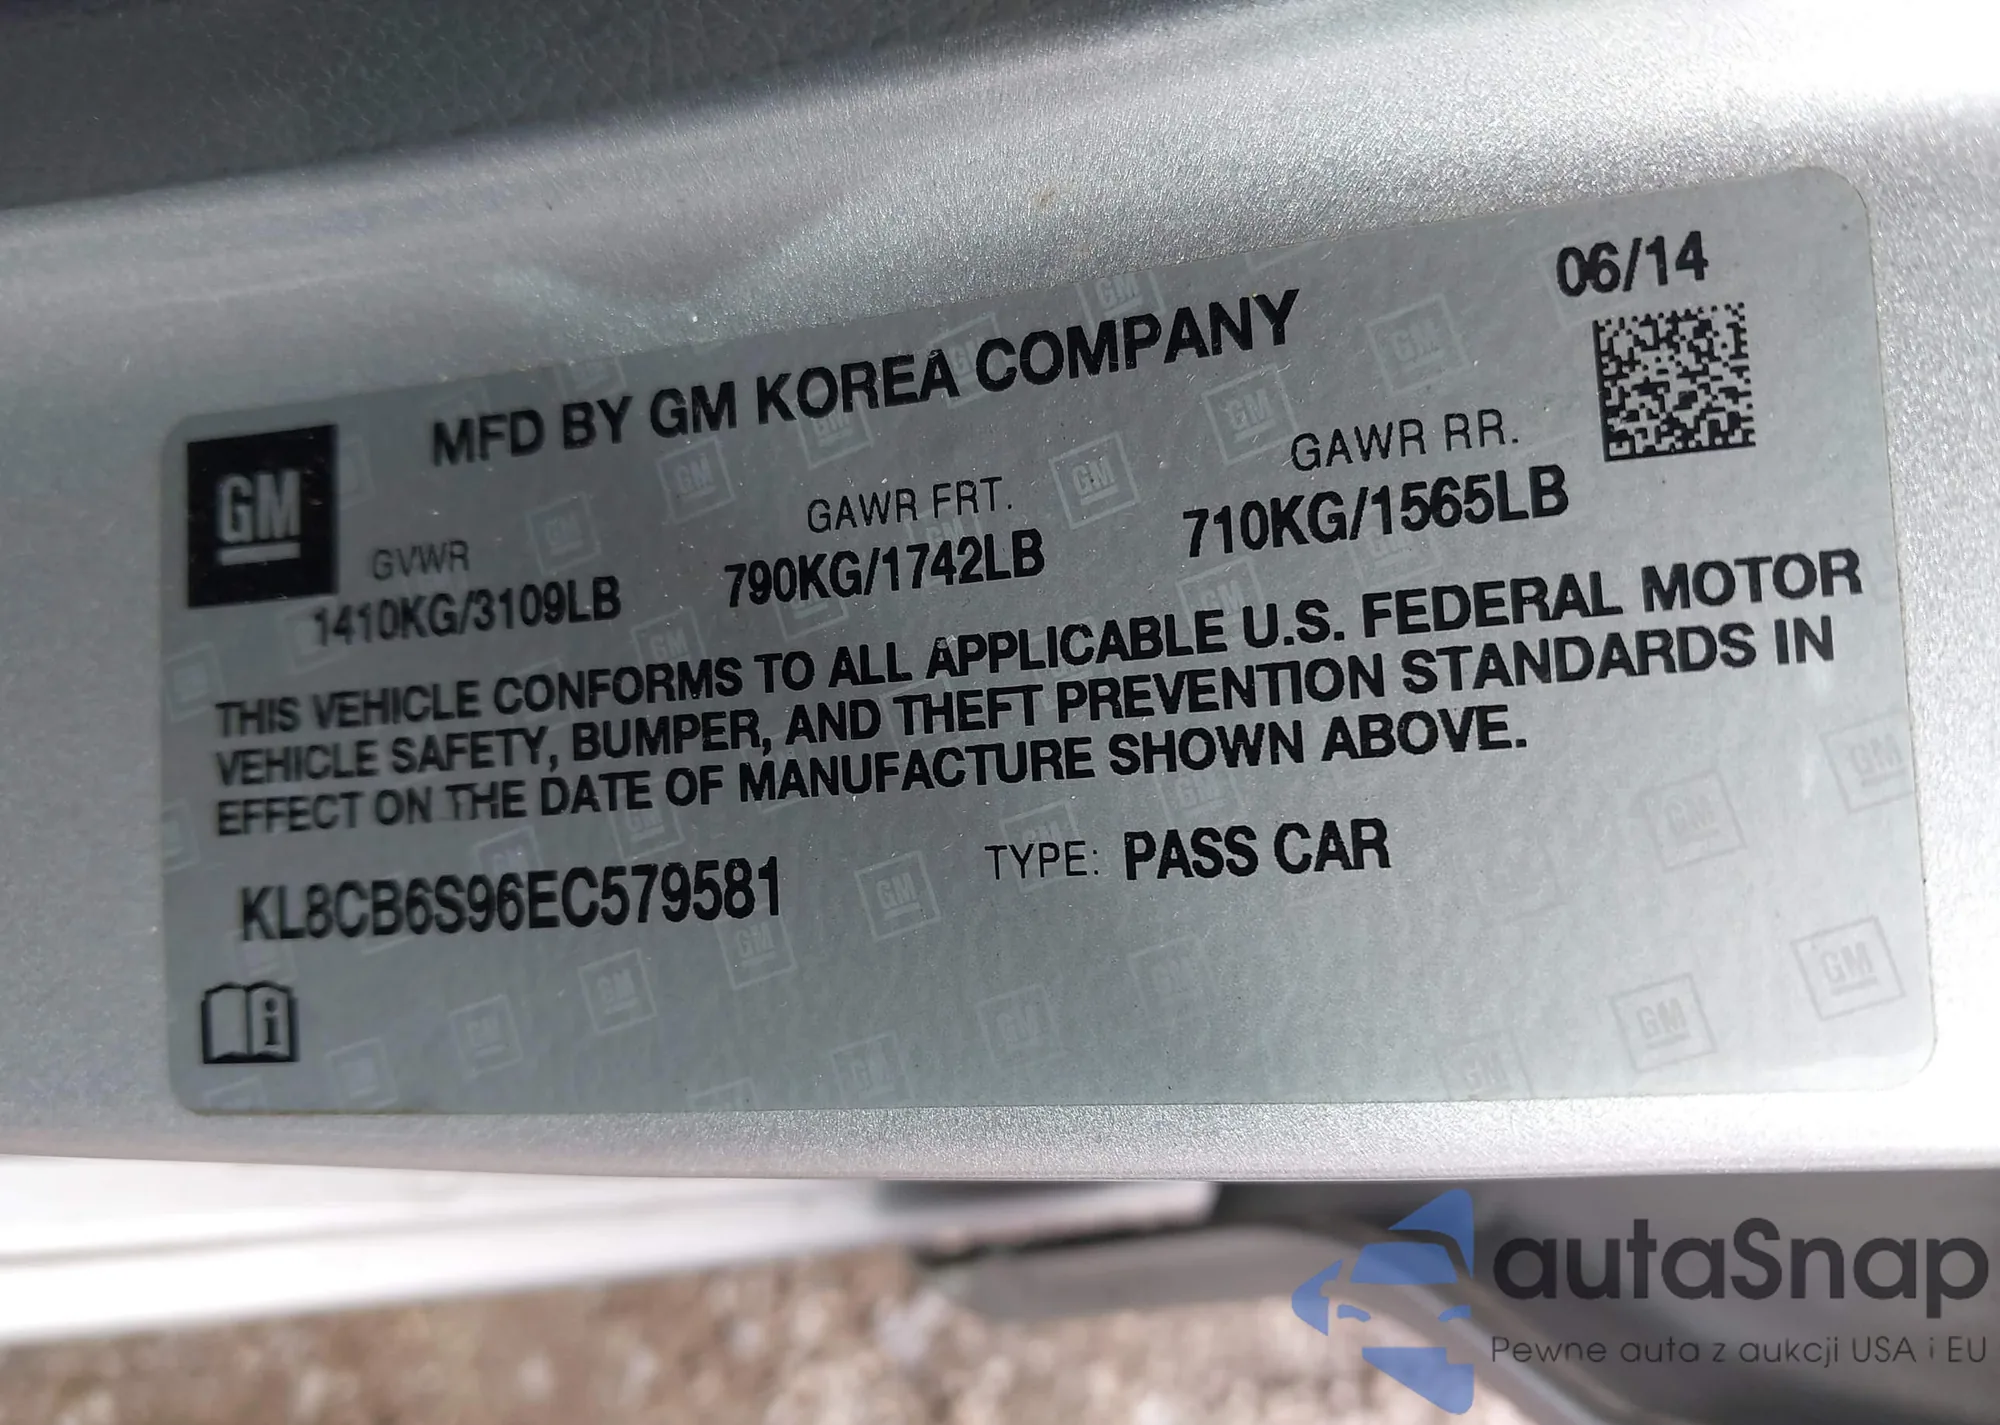 06/14
MFD BY GM KOREA COMPANY
GM
GVWR GAWR FRT. GAWR RR.
1410KG/3109LB 790KG/1742LB 710KG/1565LB
THIS VEHICLE CONFORMS TO ALL APPLICABLE U.S. FEDERAL MOTOR
VEHICLE SAFETY, BUMPER, AND THEFT PREVENTION STANDARDS IN
EFFECT ON THE DATE OF MANUFACTURE SHOWN ABOVE.
KL8CB6S96EC579581 TYPE: PASS CAR
autaSnap
Pewne auta z aukcji USA i EU